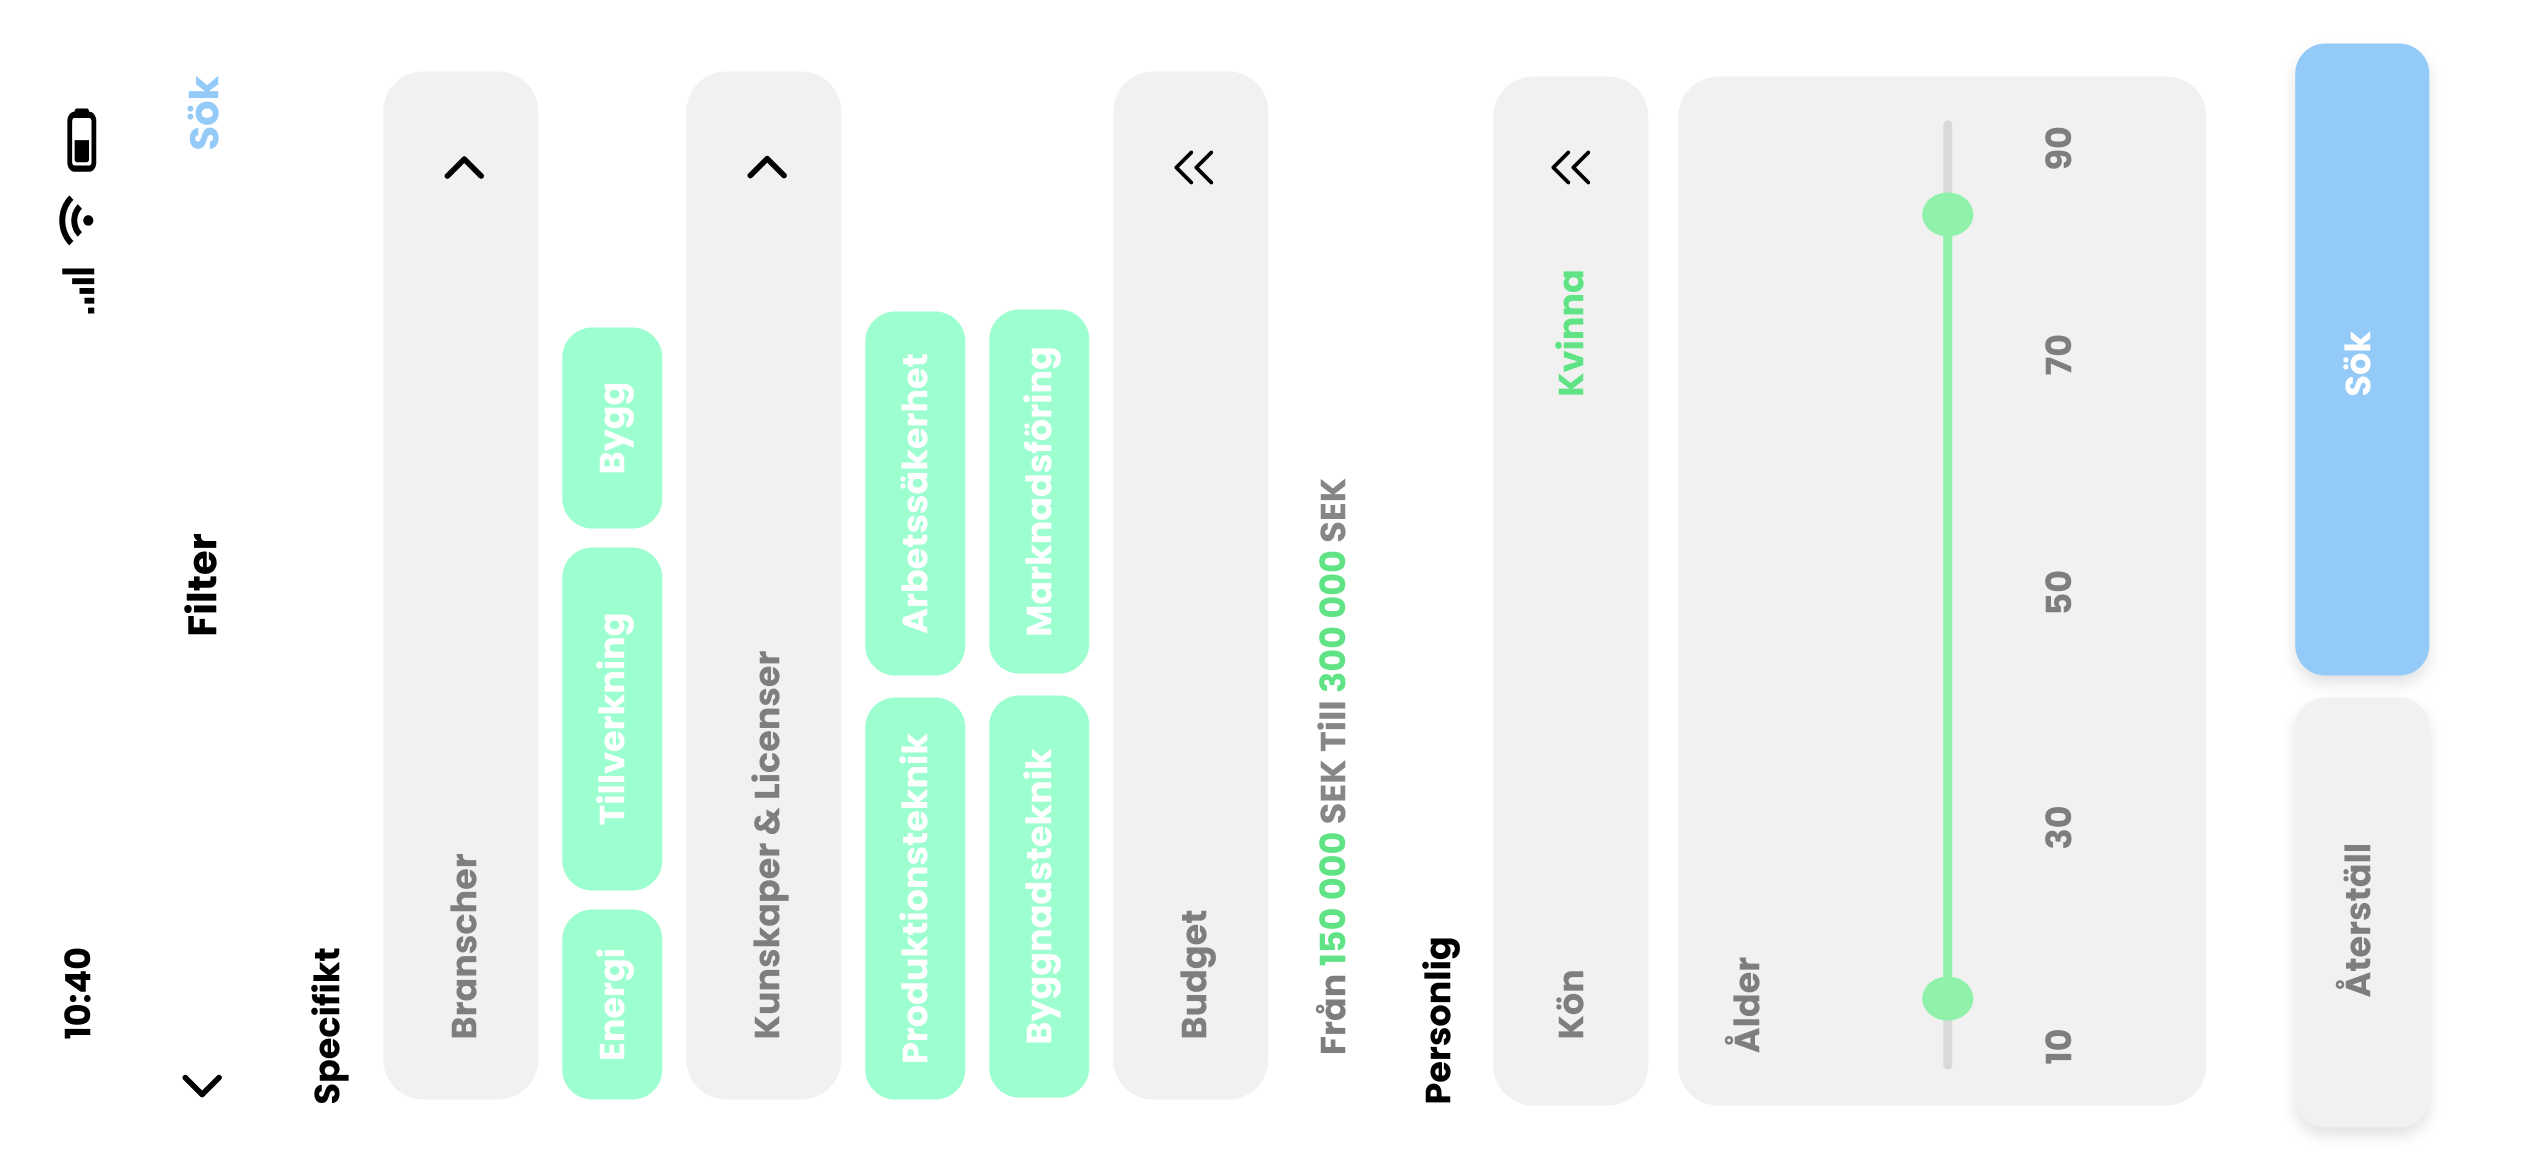 10:40
Filter Sök
Specifikt
Branscher
Energi Tillverkning Bygg
Kunskaper & Licenser
Produktionsteknik Arbetssäkerhet
Byggnadsteknik Marknadsföring
Budget
Från 150 000 SEK Till 300 000 SEK
Personlig
Kön Kvinna
Ålder
10 30 50 70 90
Återställ Sök